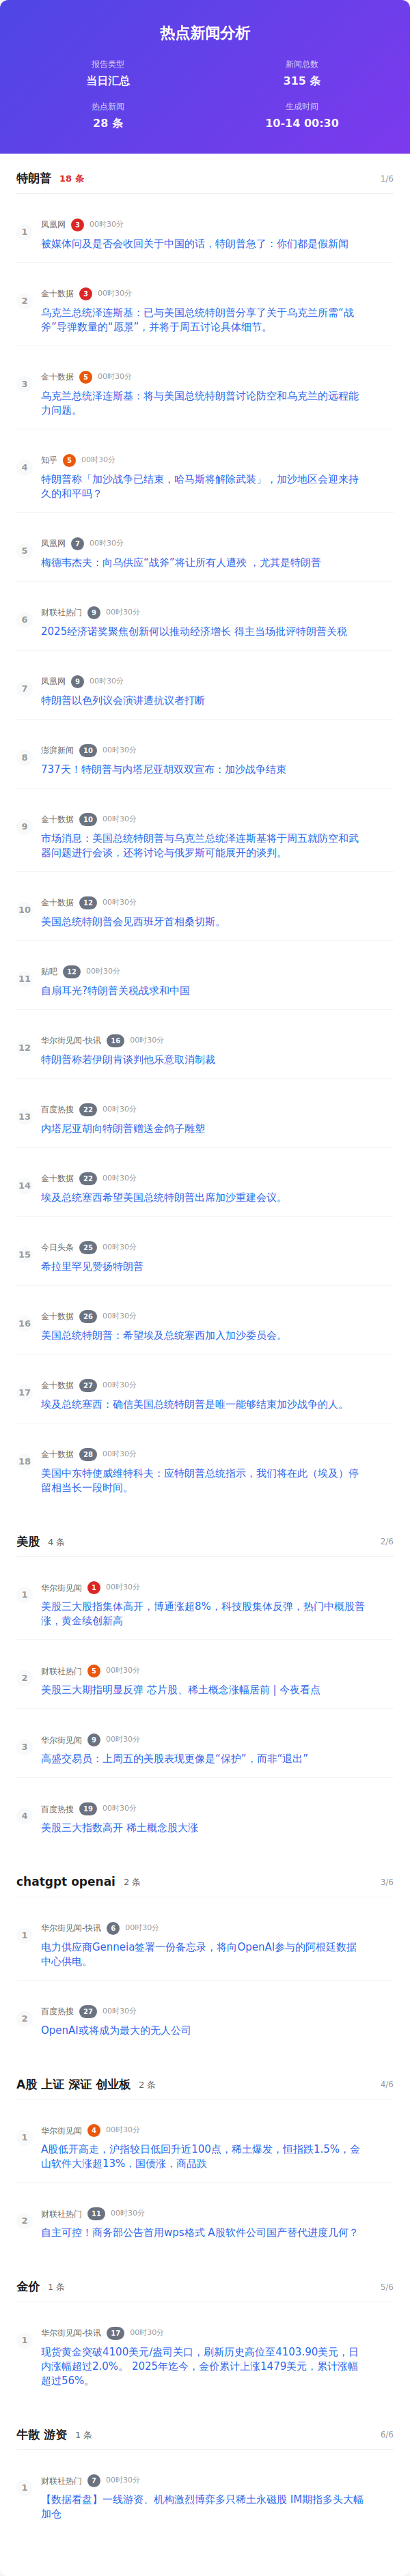 热点新闻分析
报告类型
当日汇总
新闻总数
315 条
热点新闻
28 条
生成时间
10-14 00:30
特朗普 18 条 1/6
1
凤凰网 3 00时30分
被媒体问及是否会收回关于中国的话，特朗普急了：你们都是假新闻
2
金十数据 3 00时30分
乌克兰总统泽连斯基：已与美国总统特朗普分享了关于乌克兰所需“战
斧”导弹数量的“愿景”，并将于周五讨论具体细节。
3
金十数据 5 00时30分
乌克兰总统泽连斯基：将与美国总统特朗普讨论防空和乌克兰的远程能
力问题。
4
知乎 5 00时30分
特朗普称「加沙战争已结束，哈马斯将解除武装」，加沙地区会迎来持
久的和平吗？
5
凤凰网 7 00时30分
梅德韦杰夫：向乌供应“战斧”将让所有人遭殃 ，尤其是特朗普
6
财联社热门 9 00时30分
2025经济诺奖聚焦创新何以推动经济增长 得主当场批评特朗普关税
7
凤凰网 9 00时30分
特朗普以色列议会演讲遭抗议者打断
8
澎湃新闻 10 00时30分
737天！特朗普与内塔尼亚胡双双宣布：加沙战争结束
9
金十数据 10 00时30分
市场消息：美国总统特朗普与乌克兰总统泽连斯基将于周五就防空和武
器问题进行会谈，还将讨论与俄罗斯可能展开的谈判。
10
金十数据 12 00时30分
美国总统特朗普会见西班牙首相桑切斯。
11
贴吧 12 00时30分
自扇耳光?特朗普关税战求和中国
12
华尔街见闻-快讯 16 00时30分
特朗普称若伊朗肯谈判他乐意取消制裁
13
百度热搜 22 00时30分
内塔尼亚胡向特朗普赠送金鸽子雕塑
14
金十数据 22 00时30分
埃及总统塞西希望美国总统特朗普出席加沙重建会议。
15
今日头条 25 00时30分
希拉里罕见赞扬特朗普
16
金十数据 26 00时30分
美国总统特朗普：希望埃及总统塞西加入加沙委员会。
17
金十数据 27 00时30分
埃及总统塞西：确信美国总统特朗普是唯一能够结束加沙战争的人。
18
金十数据 28 00时30分
美国中东特使威维特科夫：应特朗普总统指示，我们将在此（埃及）停
留相当长一段时间。
美股 4 条 2/6
1
华尔街见闻 1 00时30分
美股三大股指集体高开，博通涨超8%，科技股集体反弹，热门中概股普
涨，黄金续创新高
2
财联社热门 5 00时30分
美股三大期指明显反弹 芯片股、稀土概念涨幅居前 | 今夜看点
3
华尔街见闻 9 00时30分
高盛交易员：上周五的美股表现更像是“保护”，而非“退出”
4
百度热搜 19 00时30分
美股三大指数高开 稀土概念股大涨
chatgpt openai 2 条 3/6
1
华尔街见闻-快讯 6 00时30分
电力供应商Genneia签署一份备忘录，将向OpenAI参与的阿根廷数据
中心供电。
2
百度热搜 27 00时30分
OpenAI或将成为最大的无人公司
A股 上证 深证 创业板 2 条 4/6
1
华尔街见闻 4 00时30分
A股低开高走，沪指较日低回升近100点，稀土爆发，恒指跌1.5%，金
山软件大涨超13%，国债涨，商品跌
2
财联社热门 11 00时30分
自主可控！商务部公告首用wps格式 A股软件公司国产替代进度几何？
金价 1 条 5/6
1
华尔街见闻-快讯 17 00时30分
现货黄金突破4100美元/盎司关口，刷新历史高位至4103.90美元，日
内涨幅超过2.0%。 2025年迄今，金价累计上涨1479美元，累计涨幅
超过56%。
牛散 游资 1 条 6/6
1
财联社热门 7 00时30分
【数据看盘】一线游资、机构激烈博弈多只稀土永磁股 IM期指多头大幅
加仓